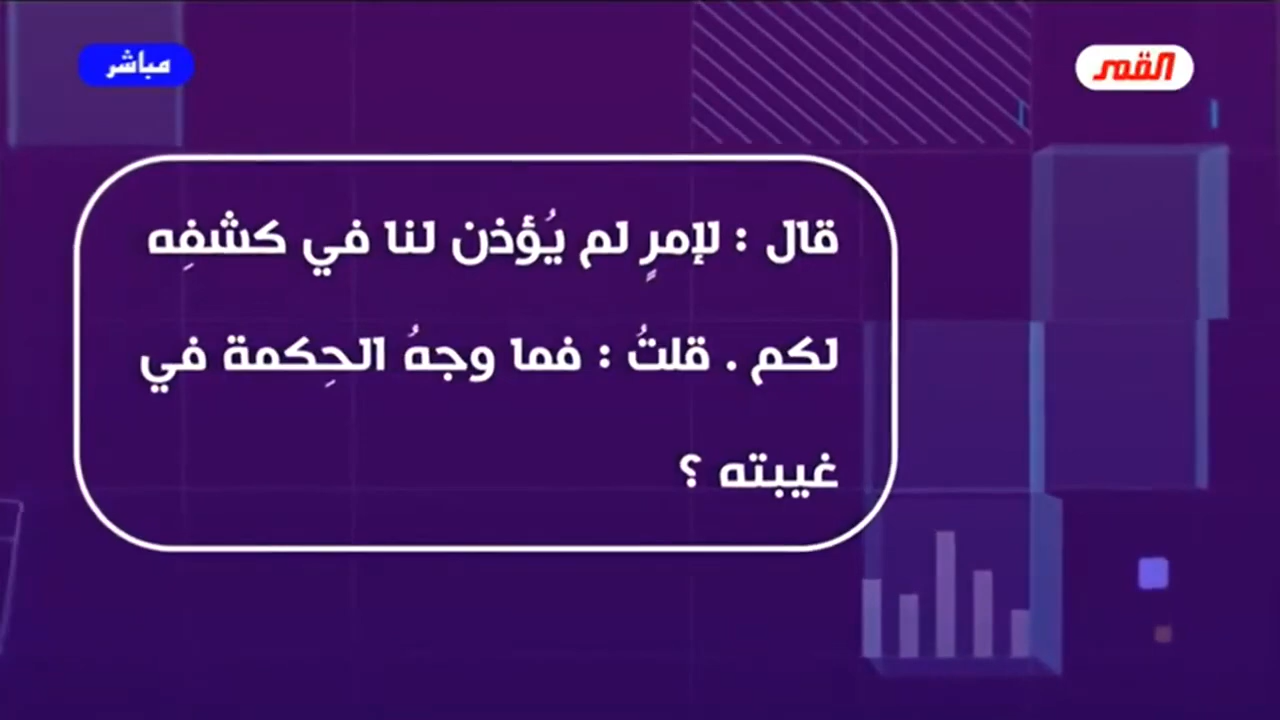 مباشر
القمر
قال : لإمرٍ لم يُؤذن لنا في كشفِه
لكم . قلتُ : فما وجهُ الحِكمة في
غيبته ؟